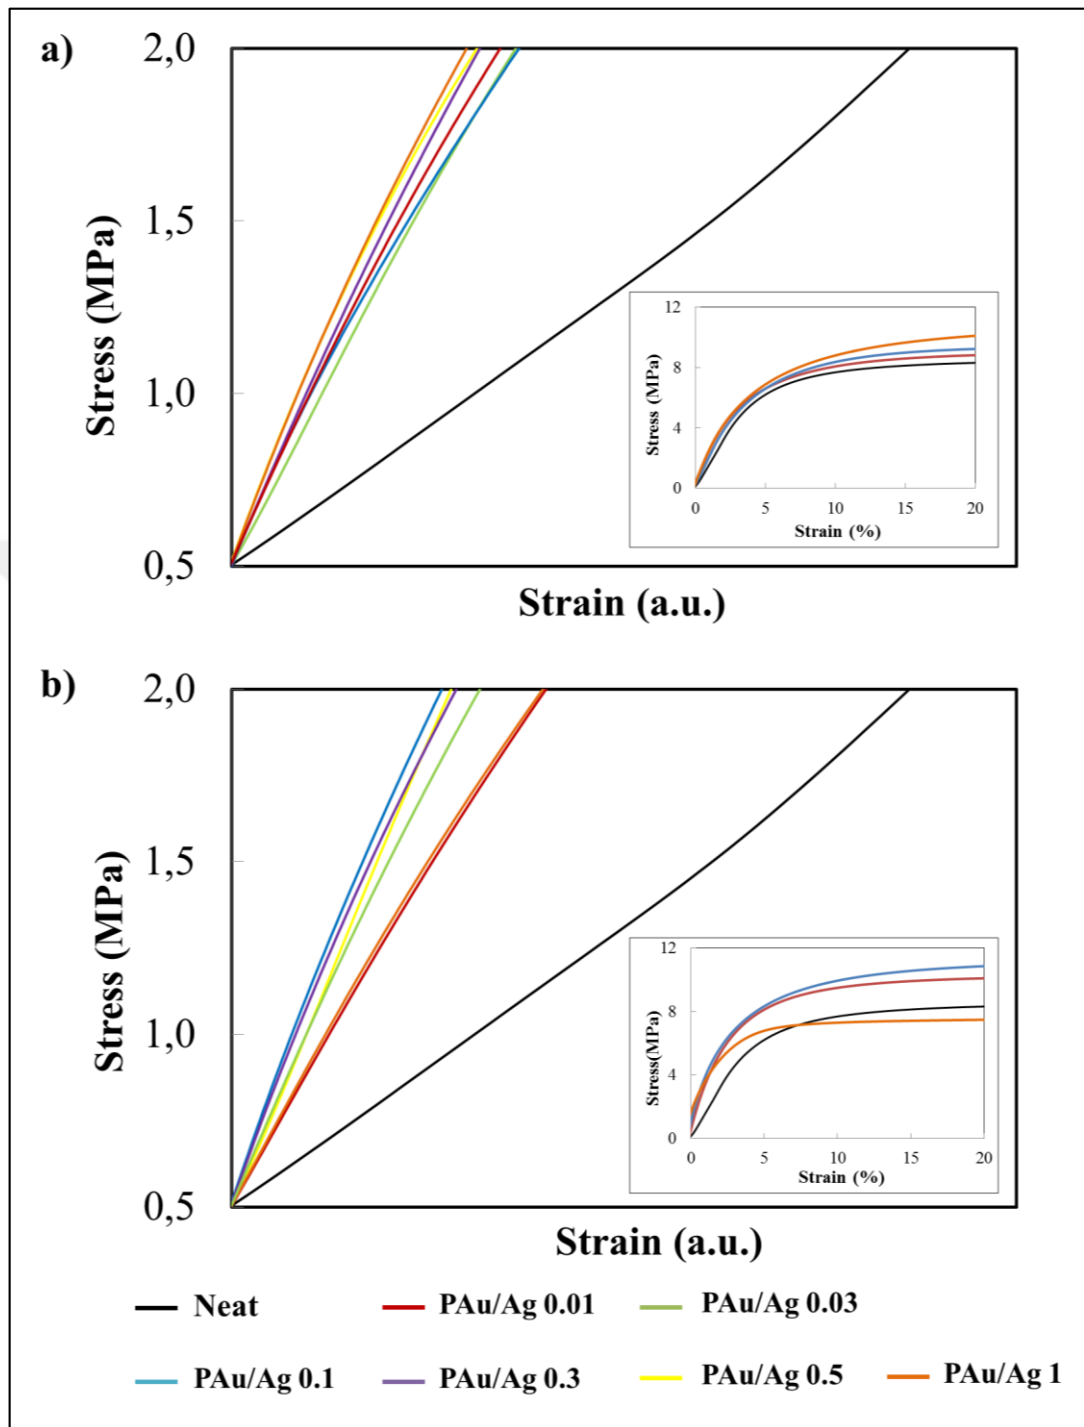 a)
2,0
1,5
1,0
0,5
Stress (MPa)
Strain (a.u.)
12
8
4
0
Stress (MPa)
0 5 10 15 20
Strain (%)
b)
2,0
1,5
1,0
0,5
Stress (MPa)
Strain (a.u.)
12
8
4
0
Stress(MPa)
0 5 10 15 20
Strain (%)
Neat PAu/Ag 0.01 PAu/Ag 0.03
PAu/Ag 0.1 PAu/Ag 0.3 PAu/Ag 0.5 PAu/Ag 1